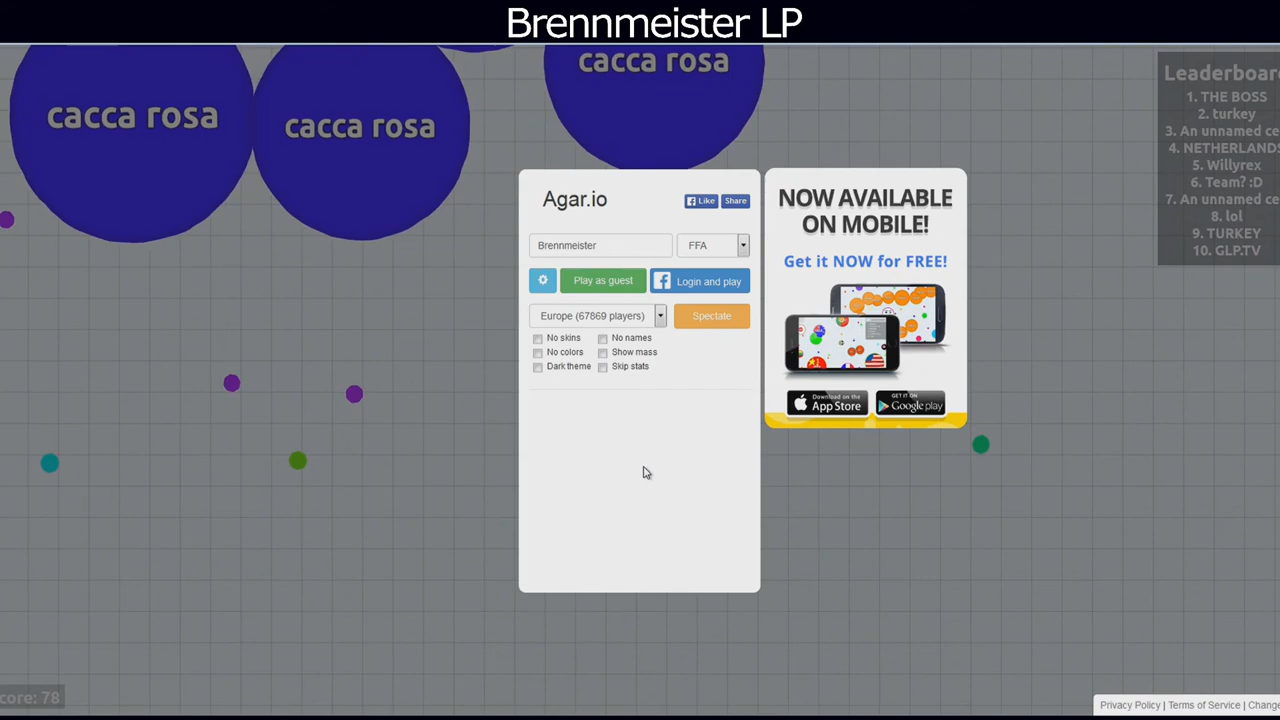 Brennmeister LP
cacca rosa
cacca rosa
cacca rosa
Leaderboar
1. THE BOSS
2. turkey
3. An unnamed ce
4. NETHERLANDS
5. Willyrex
6. Team? :D
7. An unnamed ce
8. lol
9. TURKEY
10. GLP.TV
Agar.io
Like
Share
Brennmeister
FFA
Play as guest
Login and play
Europe (67869 players)
Spectate
No skins
No names
No colors
Show mass
Dark theme
Skip stats
NOW AVAILABLE
ON MOBILE!
Get it NOW for FREE!
Download on the
App Store
GET IT ON
Google play
core: 78
Privacy Policy | Terms of Service | Change